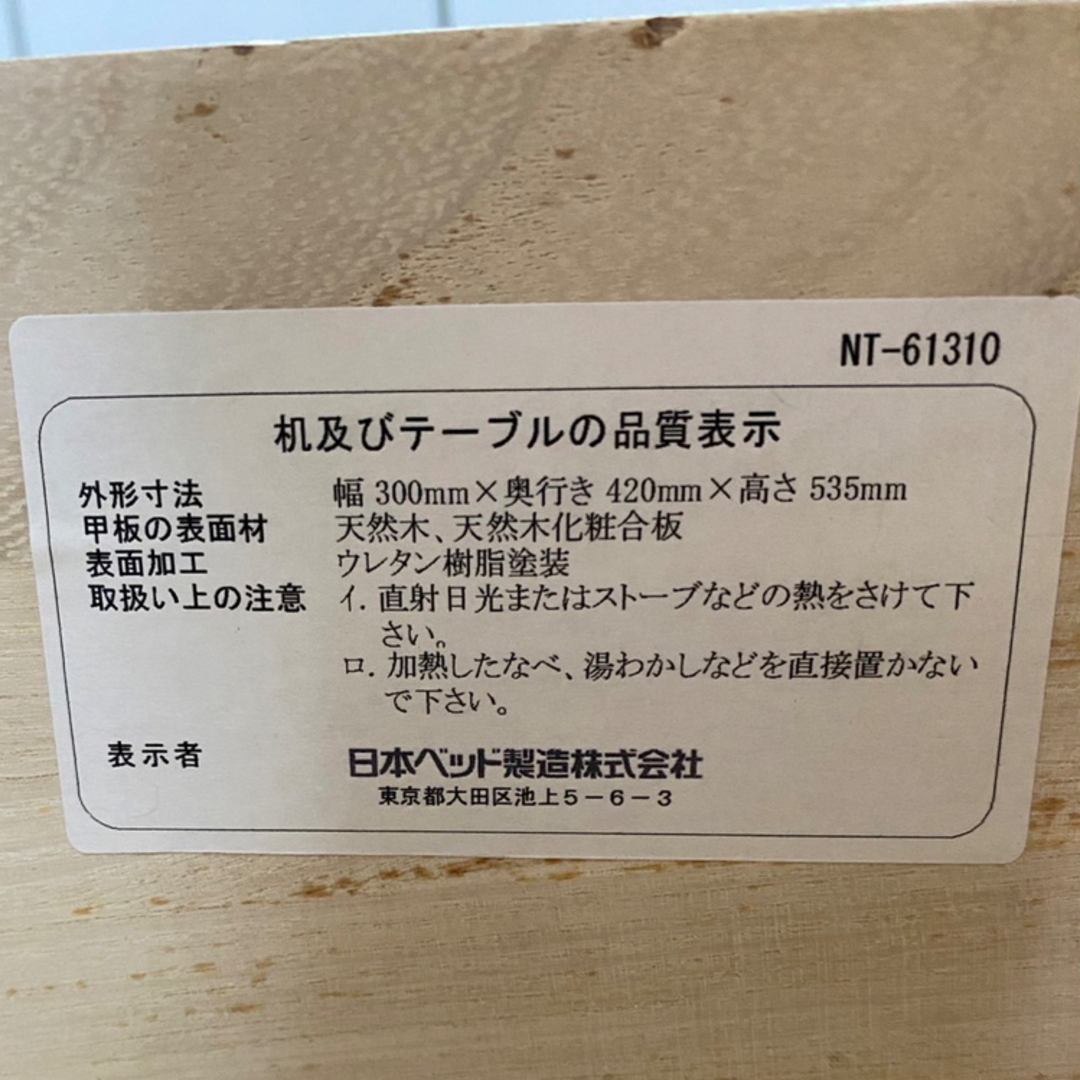 NT-61310
机及びテーブルの品質表示
外形寸法 幅 300mm×奥行き 420mm×高さ 535mm
甲板の表面材 天然木、天然木化粧合板
表面加工 ウレタン樹脂塗装
取扱い上の注意 イ. 直射日光またはストーブなどの熱をさけて下
さい。
ロ. 加熱したなべ、湯わかしなどを直接置かない
で下さい。
表示者 日本ベッド製造株式会社
東京都大田区池上5－6－3